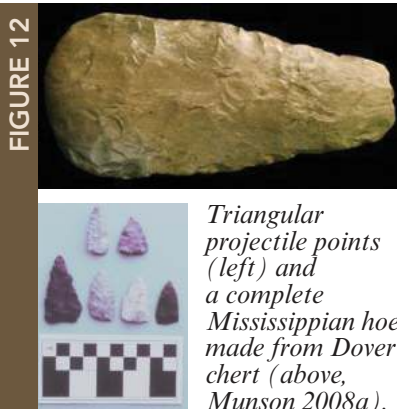 FIGURE 12
Triangular
projectile points
(left) and
a complete
Mississippian hoe
made from Dover
chert (above,
Munson 2008a).